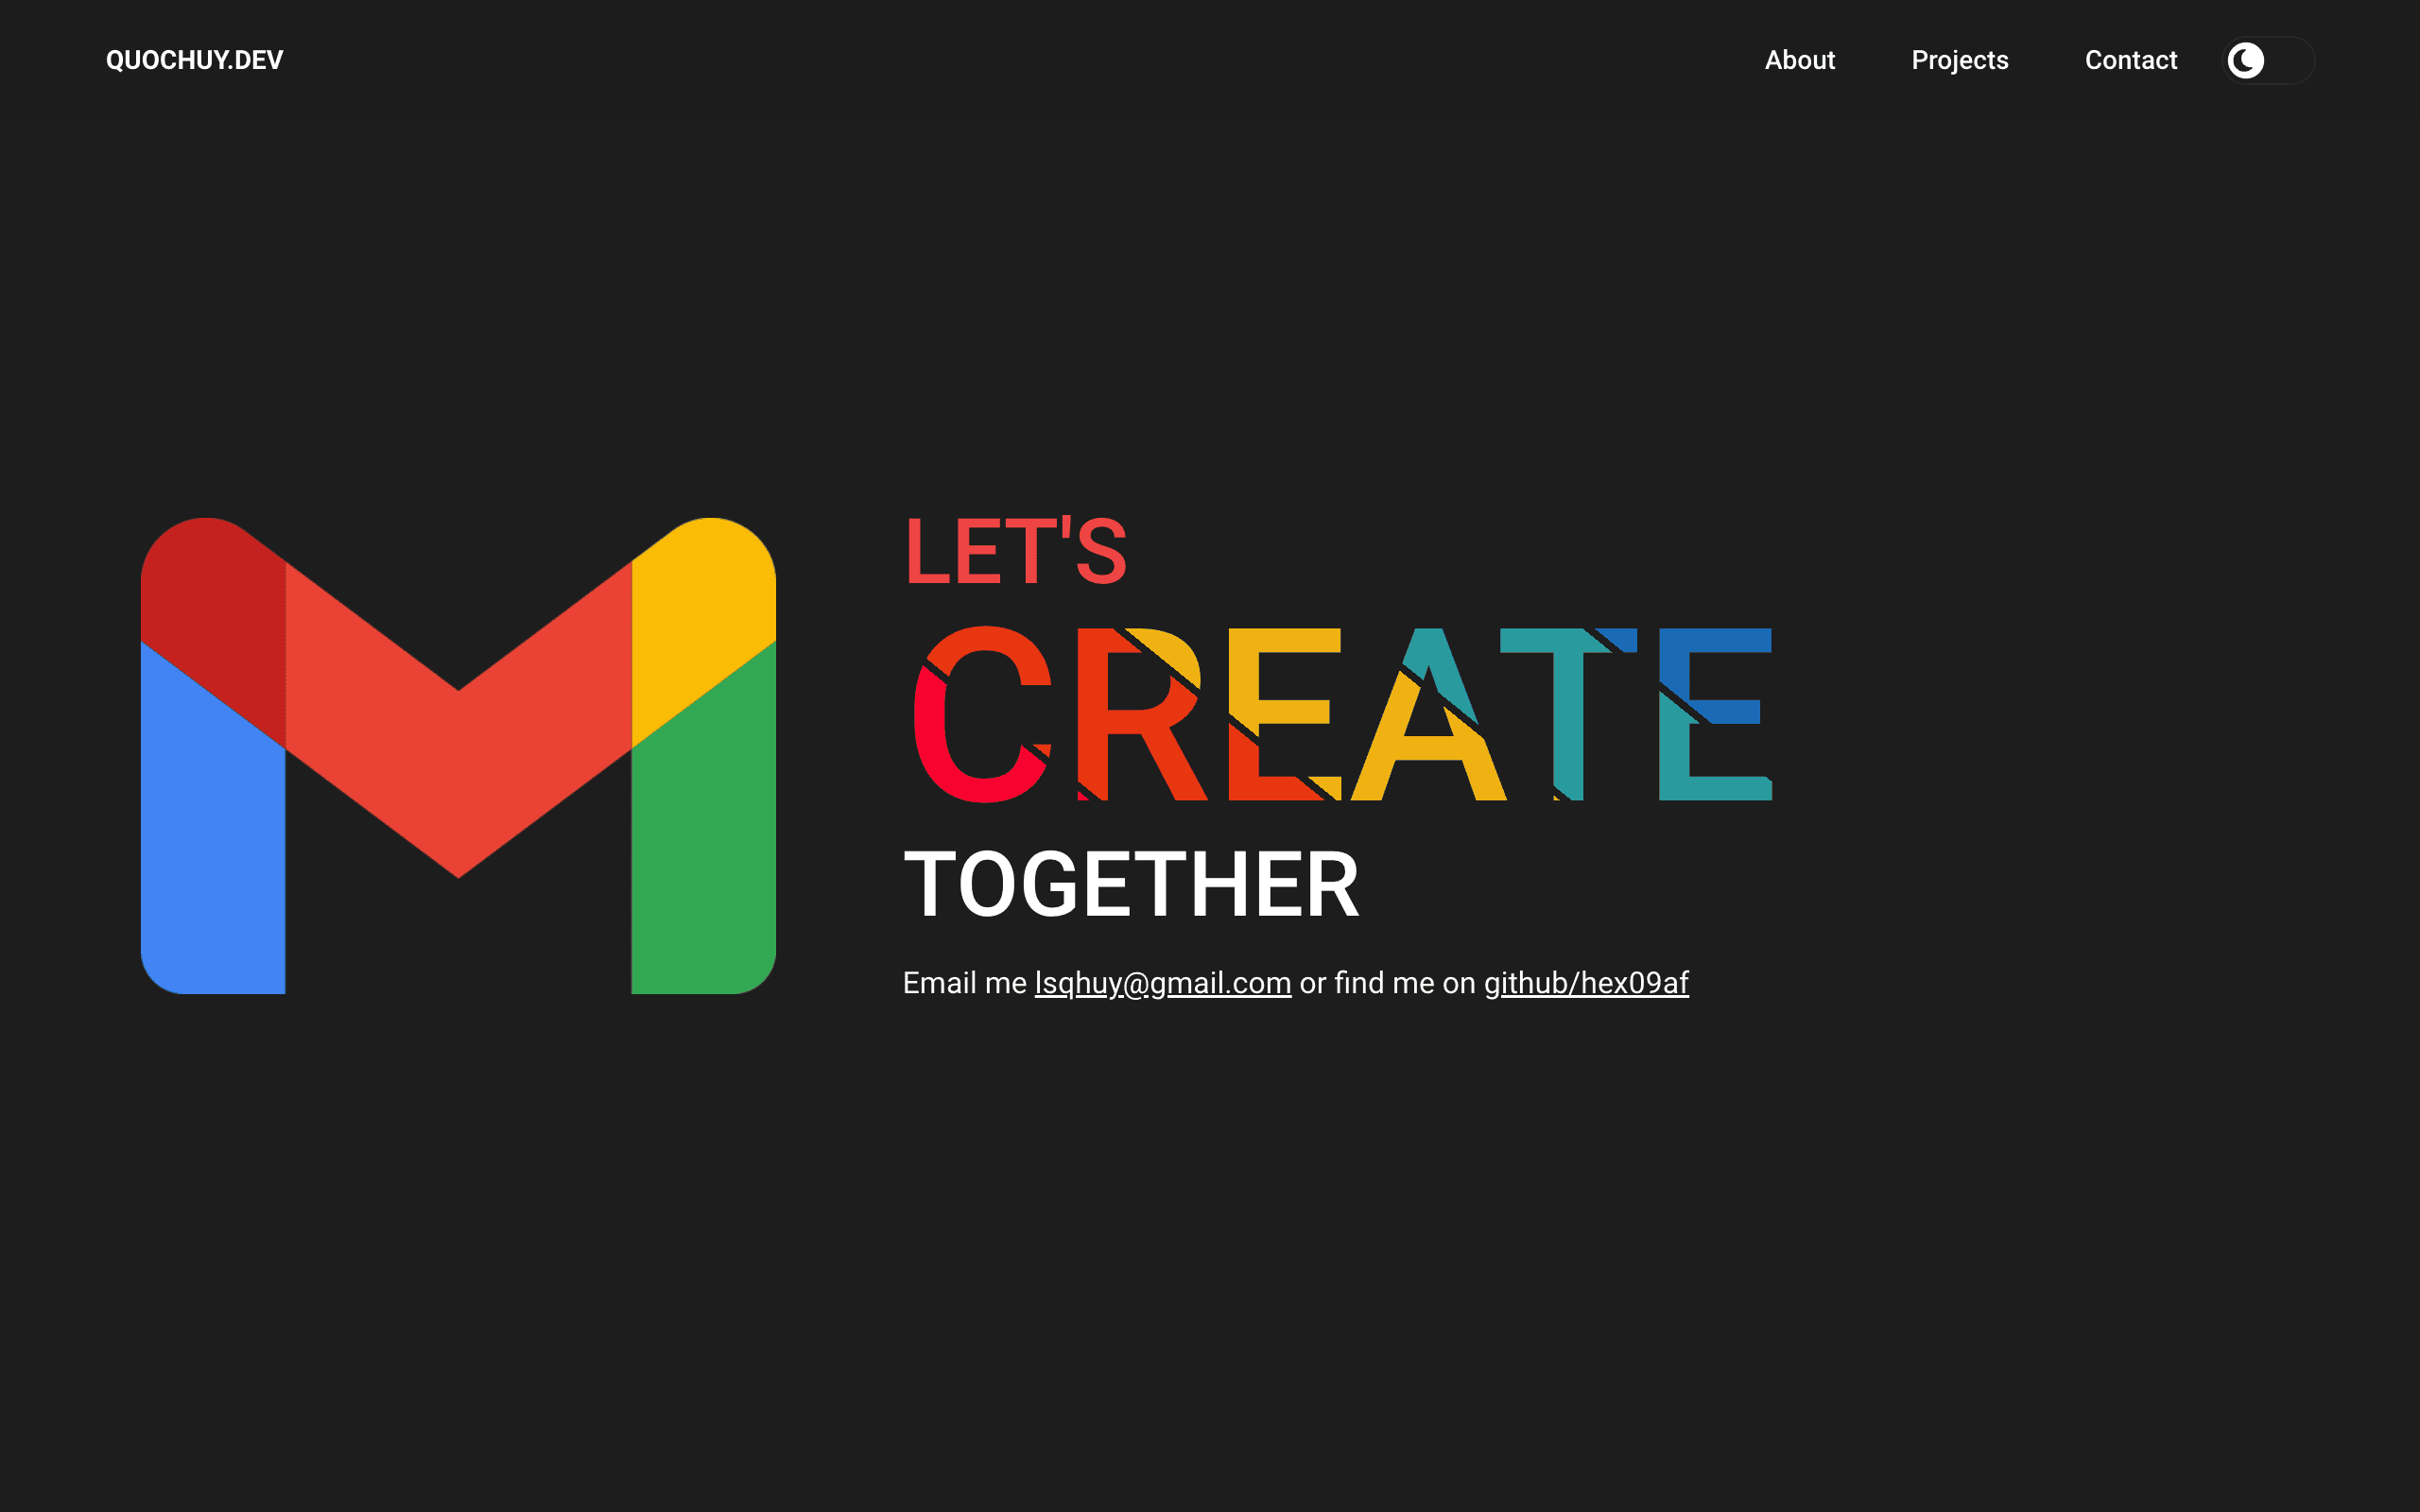 QUOCHUY.DEV
About
Projects
Contact
LET'S
CREATE
TOGETHER
Email me lsqhuy@gmail.com or find me on github/hex09af